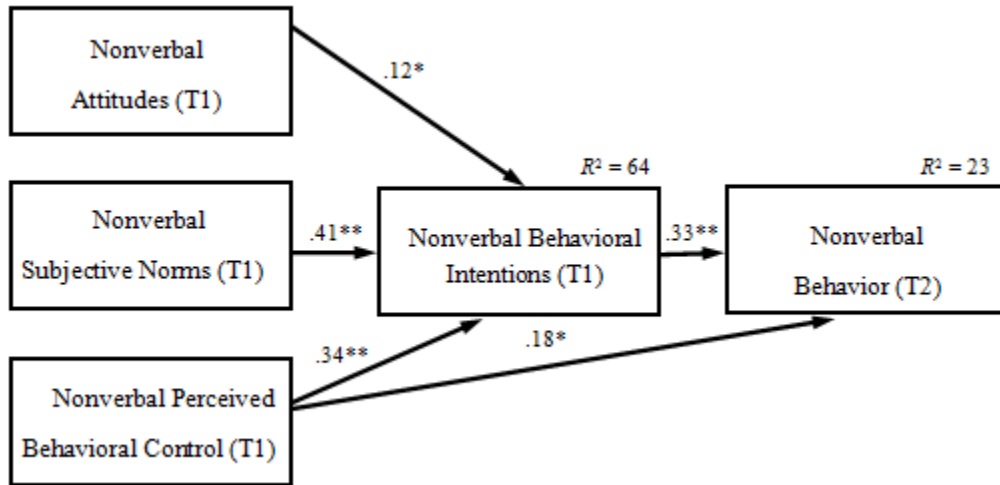 Nonverbal
Attitudes (T1)
.12*
R² = 64
R² = 23
Nonverbal
Subjective Norms (T1)
.41**
Nonverbal Behavioral
Intentions (T1)
.33**
Nonverbal
Behavior (T2)
.34**
.18*
Nonverbal Perceived
Behavioral Control (T1)